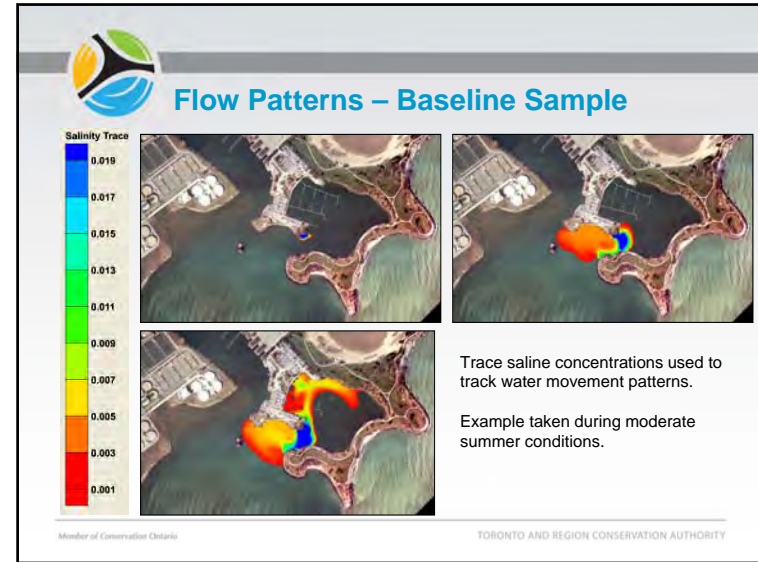 Flow Patterns – Baseline Sample
Salinity Trace
0.019
0.017
0.015
0.013
0.011
0.009
0.007
0.005
0.003
0.001
Trace saline concentrations used to
track water movement patterns.
Example taken during moderate
summer conditions.
Member of Conservation Ontario
TORONTO AND REGION CONSERVATION AUTHORITY